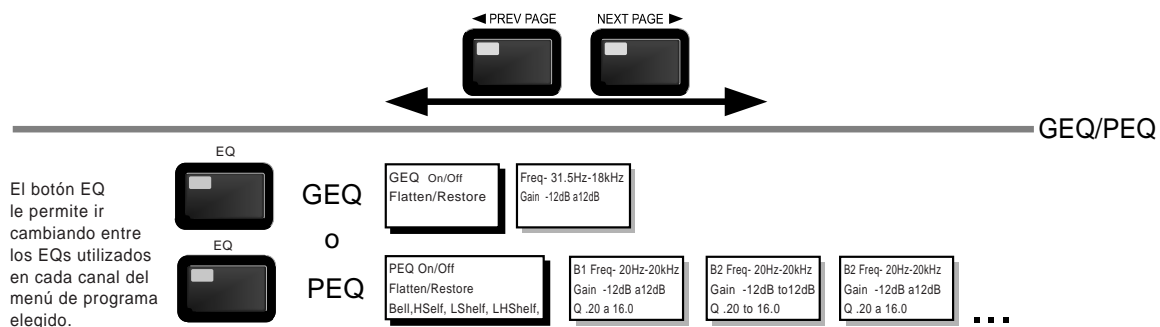 ◄ PREV PAGE
NEXT PAGE ►
GEQ/PEQ
EQ
El botón EQ
le permite ir
cambiando entre
los EQs utilizados
en cada canal del
menú de programa
elegido.
GEQ
GEQ On/Off
Flatten/Restore
Freq- 31.5Hz-18kHz
Gain -12dB a12dB
o
EQ
PEQ
PEQ On/Off
Flatten/Restore
Bell,HSelf, LShelf, LHShelf,
B1 Freq- 20Hz-20kHz
Gain -12dB a12dB
Q .20 a 16.0
B2 Freq- 20Hz-20kHz
Gain -12dB to12dB
Q .20 to 16.0
B2 Freq- 20Hz-20kHz
Gain -12dB a12dB
Q .20 a 16.0
...